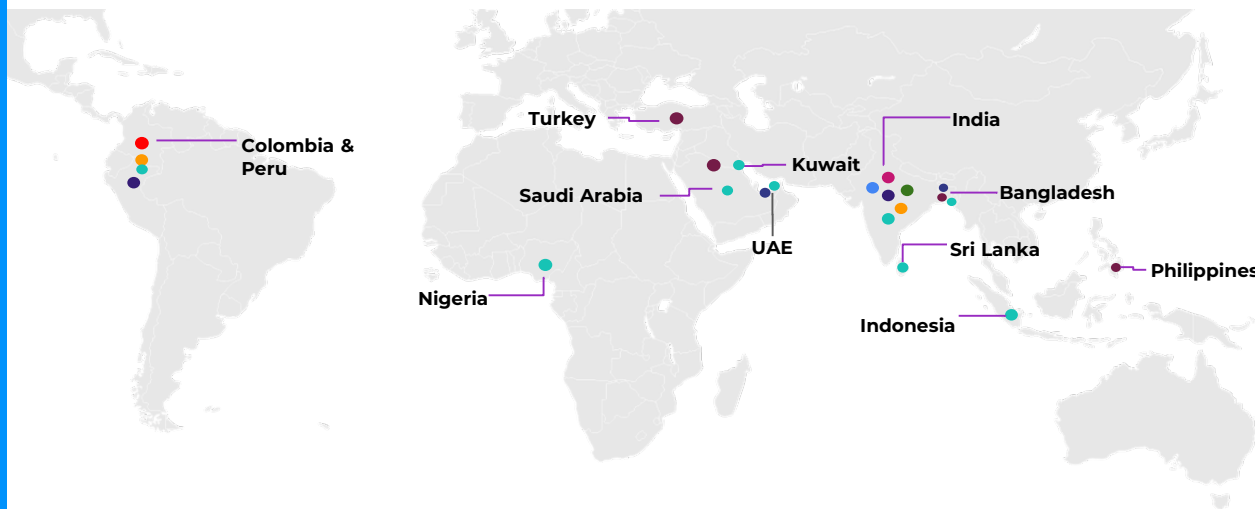 Turkey
India
Colombia &
Peru
Kuwait
Saudi Arabia
Bangladesh
UAE
Sri Lanka
Philippines
Nigeria
Indonesia